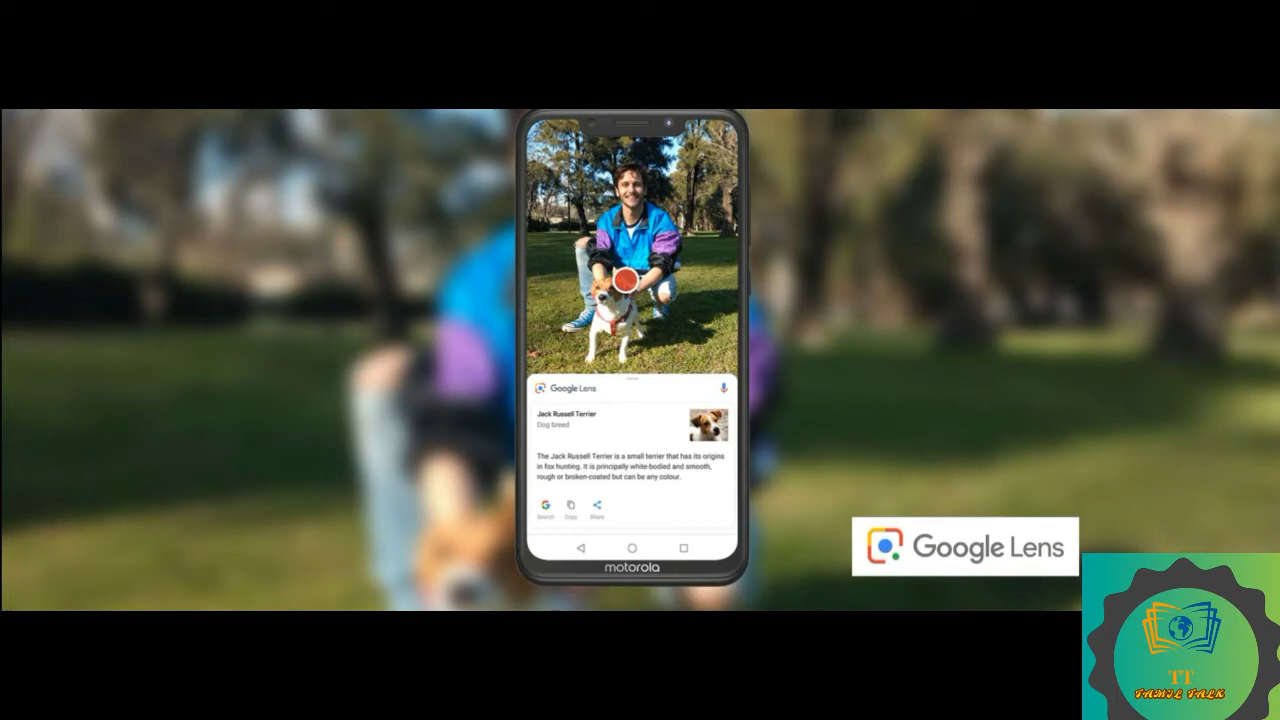 Google Lens
Jack Russell Terrier
Dog breed
The Jack Russell Terrier is a small terrier that has its origins
in fox hunting. It is principally white-bodied and smooth,
rough or broken-coated but can be any colour.
Search Copy Share
motorola
Google Lens
TT
TAMIL TALK